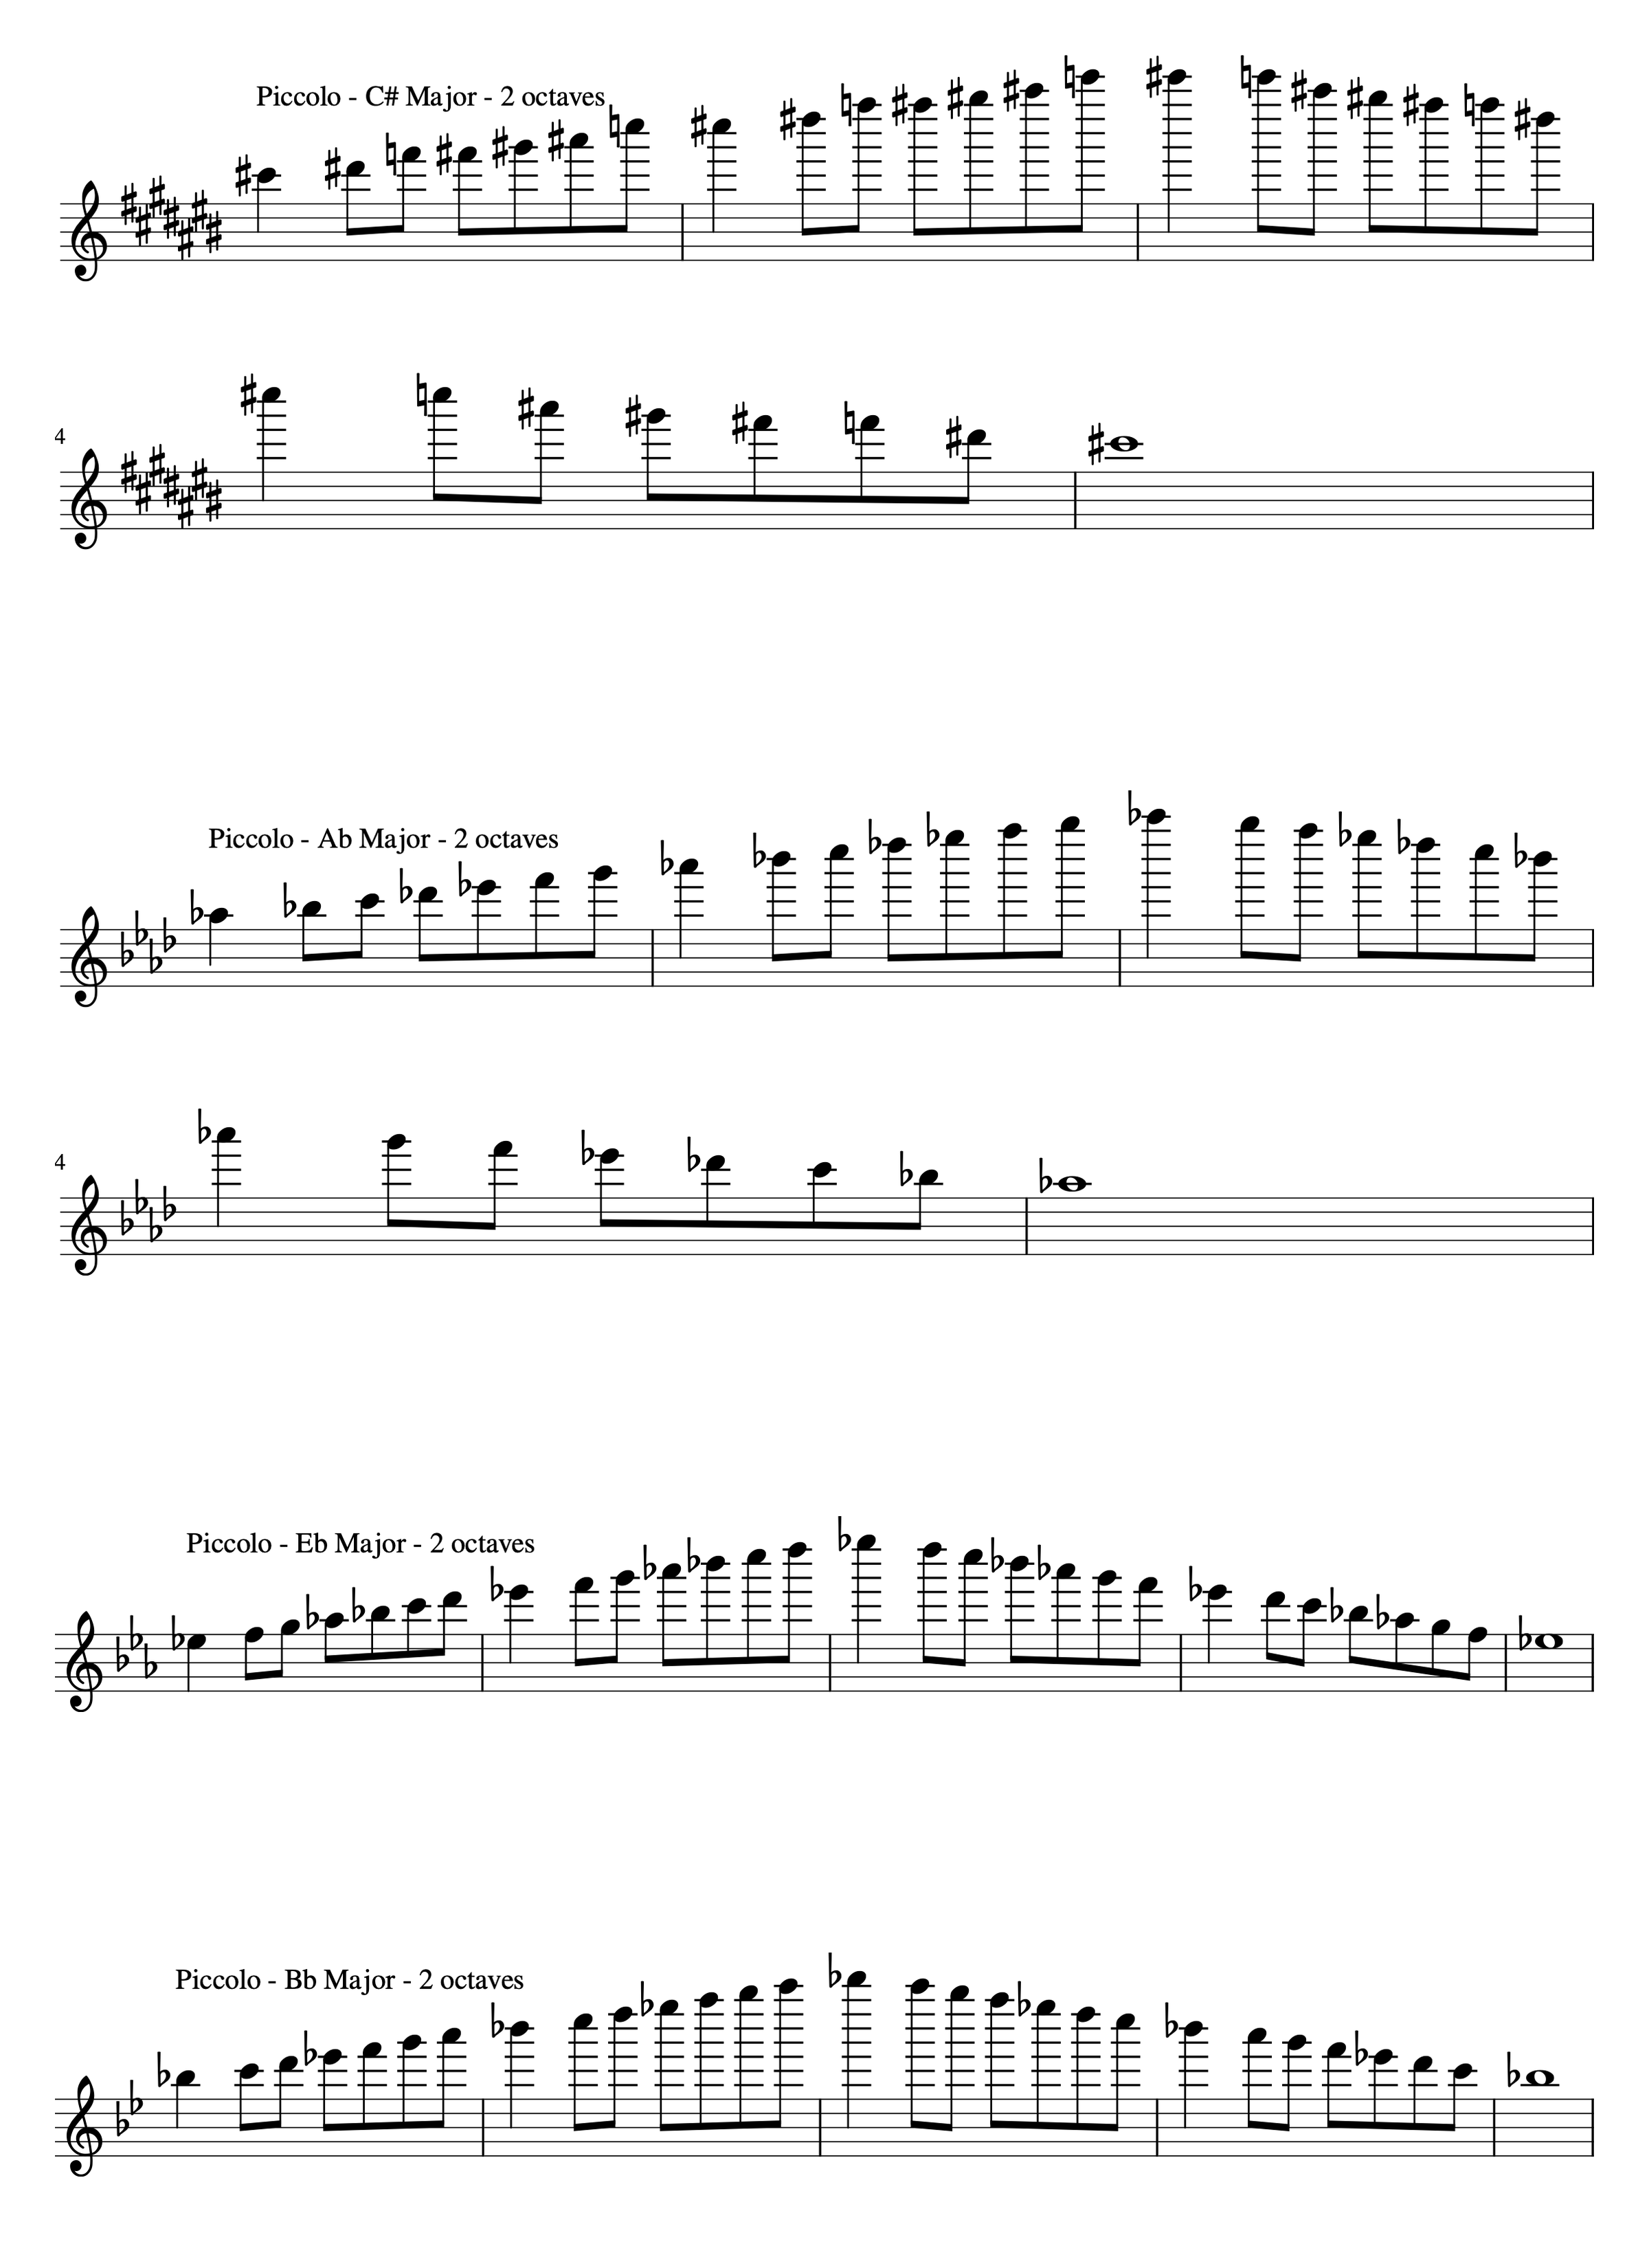 Piccolo - C# Major - 2 octaves
4
Piccolo - Ab Major - 2 octaves
4
Piccolo - Eb Major - 2 octaves
Piccolo - Bb Major - 2 octaves